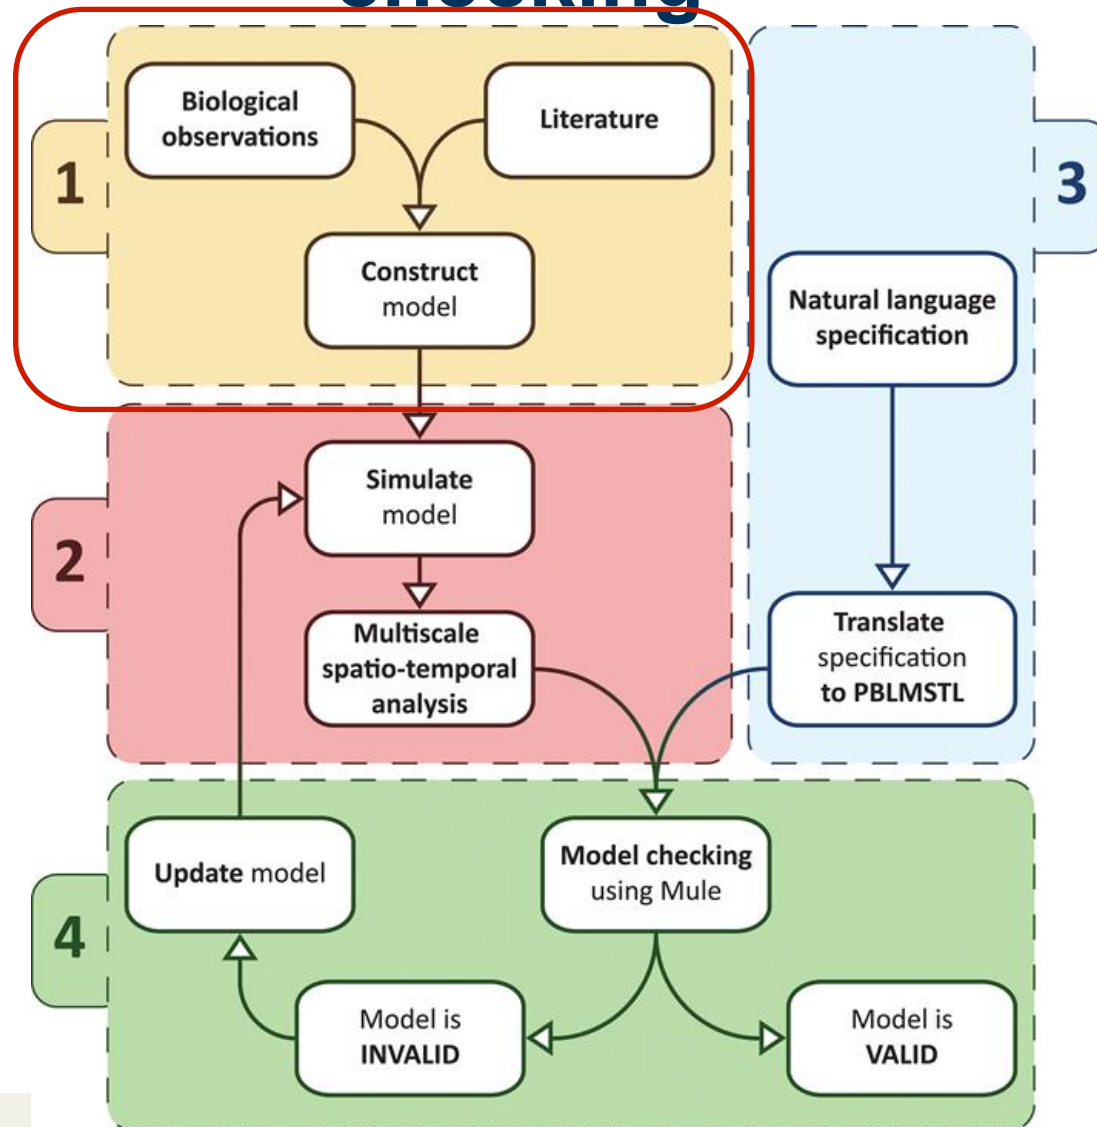 checking
1
Biological
observations
Literature
Construct
model
3
Natural language
specification
Translate
specification
to PBLMSTL
2
Simulate
model
Multiscale
spatio-temporal
analysis
4
Update model
Model checking
using Mule
Model is
INVALID
Model is
VALID